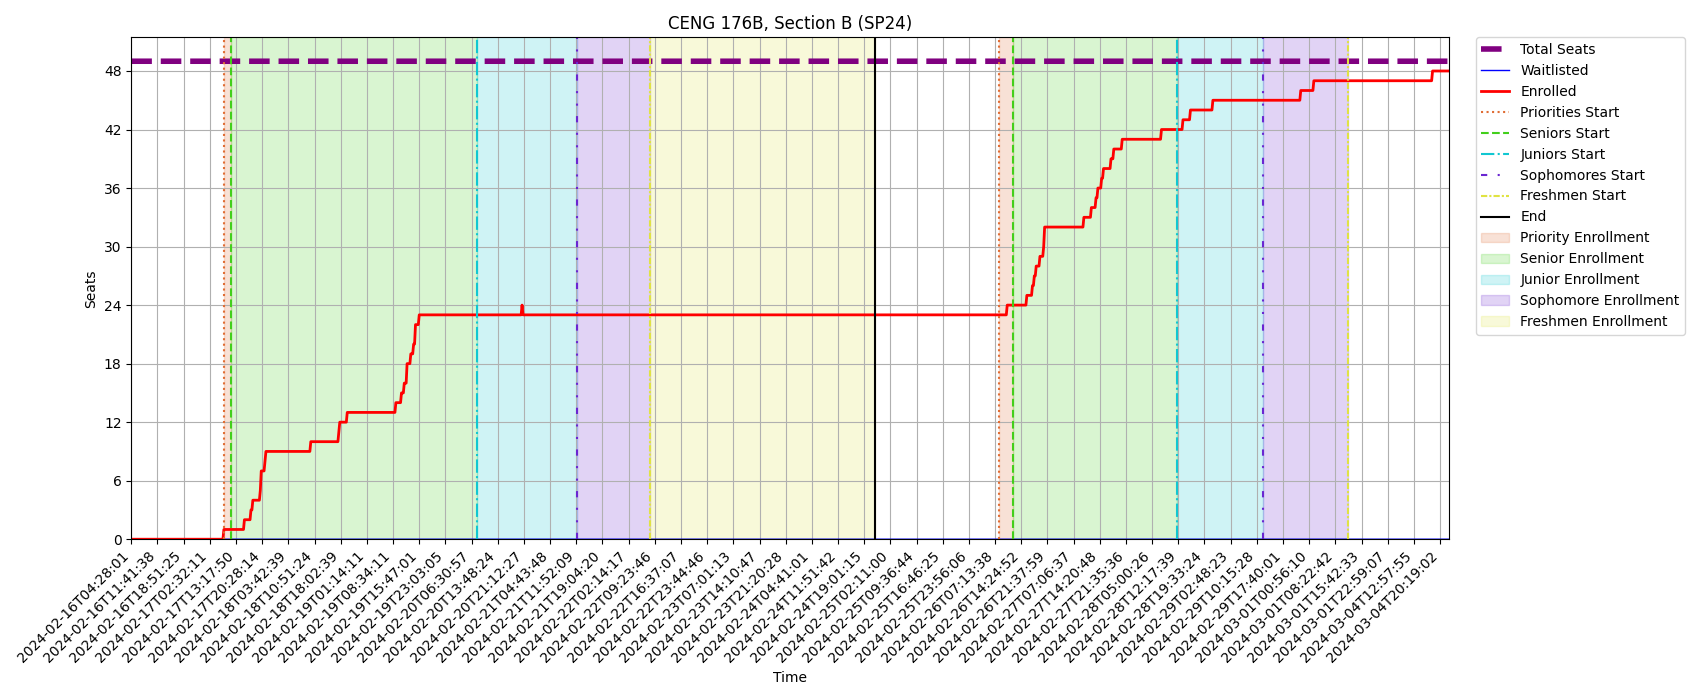 CENG 176B, Section B (SP24)
Total Seats
Waitlisted
Enrolled
Priorities Start
Seniors Start
Juniors Start
Sophomores Start
Freshmen Start
End
Priority Enrollment
Senior Enrollment
Junior Enrollment
Sophomore Enrollment
Freshmen Enrollment
Seats
48
42
36
30
24
18
12
6
0
2024-02-16T04:28:01
2024-02-16T11:41:38
2024-02-16T18:51:25
2024-02-17T02:32:11
2024-02-17T13:17:50
2024-02-17T20:28:14
2024-02-18T03:42:39
2024-02-18T10:51:24
2024-02-18T18:02:39
2024-02-19T01:14:11
2024-02-19T08:34:11
2024-02-19T15:47:01
2024-02-19T23:03:05
2024-02-20T06:30:57
2024-02-20T13:48:24
2024-02-20T21:12:27
2024-02-21T04:43:48
2024-02-21T11:52:09
2024-02-21T19:04:20
2024-02-22T02:14:17
2024-02-22T09:23:46
2024-02-22T16:37:07
2024-02-22T23:44:46
2024-02-23T07:01:13
2024-02-23T14:10:47
2024-02-23T21:20:28
2024-02-24T04:41:01
2024-02-24T11:51:42
2024-02-24T19:01:15
2024-02-25T02:11:00
2024-02-25T09:36:44
2024-02-25T16:46:25
2024-02-25T23:56:06
2024-02-26T07:13:38
2024-02-26T14:24:52
2024-02-26T21:37:59
2024-02-27T07:06:37
2024-02-27T14:20:48
2024-02-27T21:35:36
2024-02-28T05:00:26
2024-02-28T12:17:39
2024-02-28T19:33:24
2024-02-29T02:48:23
2024-02-29T10:15:28
2024-02-29T17:40:01
2024-03-01T00:56:10
2024-03-01T08:22:42
2024-03-01T15:42:33
2024-03-01T22:59:07
2024-03-04T12:57:55
2024-03-04T20:19:02
Time